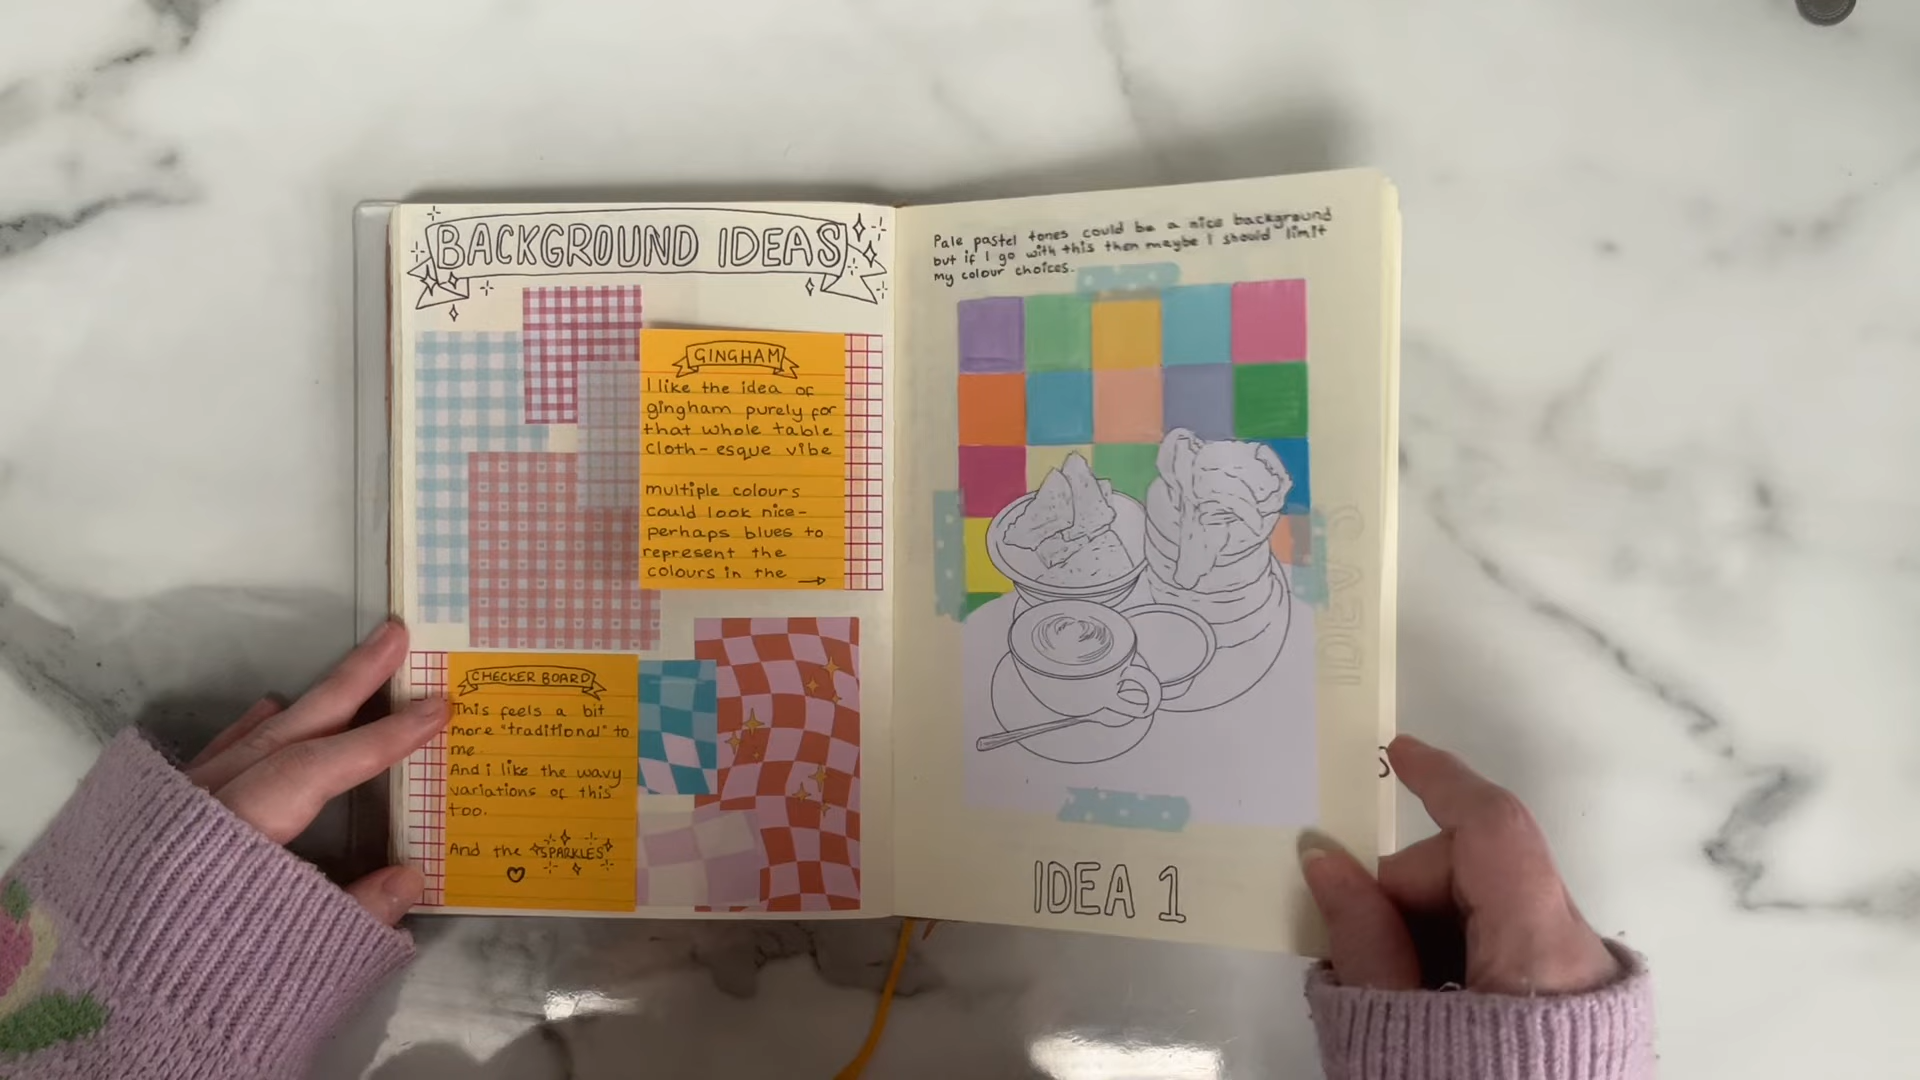 BACKGROUND IDEAS
GINGHAM
I like the idea of
gingham purely for
that whole table
cloth-esque vibe
multiple colours
could look nice-
perhaps blues to
represent the
colours in the →
CHECKER BOARD
This feels a bit
more "traditional" to
me.
And i like the wavy
variations of this
too.
And the SPARKLES
Pale pastel tones could be a nice background
but if I go with this then maybe I should limit
my colour choices.
IDEA 1